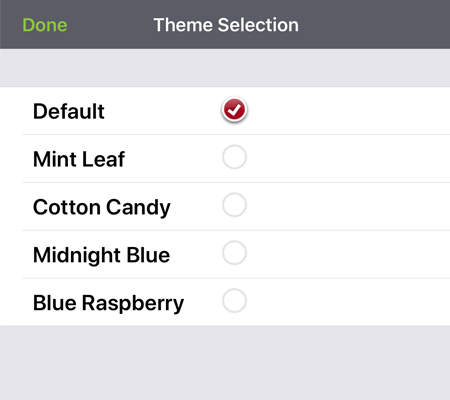 Done Theme Selection
Default
Mint Leaf
Cotton Candy
Midnight Blue
Blue Raspberry